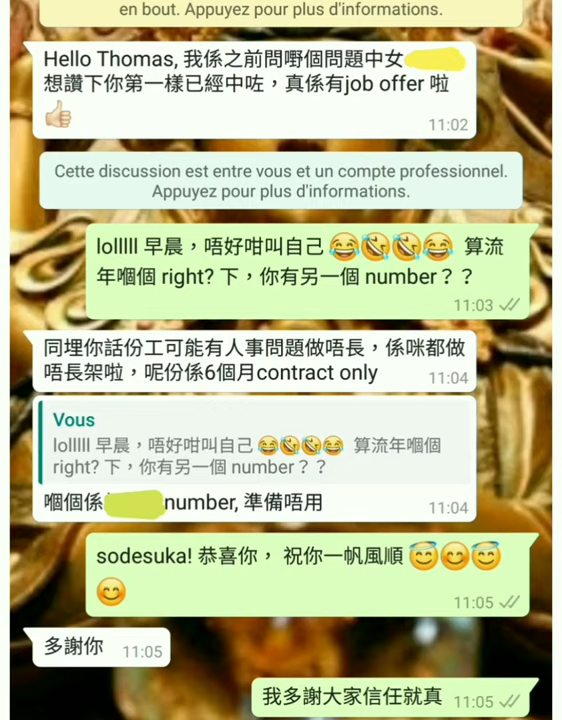 en bout. Appuyez pour plus d'informations.
Hello Thomas, 我係之前問嘢個問題中女
想讚下你第一樣已經中咗，真係有job offer 啦
👍🏻
11:02
Cette discussion est entre vous et un compte professionnel.
Appuyez pour plus d'informations.
lolllll 早晨，唔好咁叫自己 😂🤣🤣😂 算流
年嗰個 right? 下，你有另一個 number？？
11:03
同埋你話份工可能有人事問題做唔長，係咪都做
唔長架啦，呢份係6個月contract only
11:04
Vous
lolllll 早晨，唔好咁叫自己 😂🤣🤣😂 算流年嗰個
right? 下，你有另一個 number？？
嗰個係 number, 準備唔用
11:04
sodesuka! 恭喜你， 祝你一帆風順 😇😊😇
😊
11:05
多謝你 11:05
我多謝大家信任就真 11:05